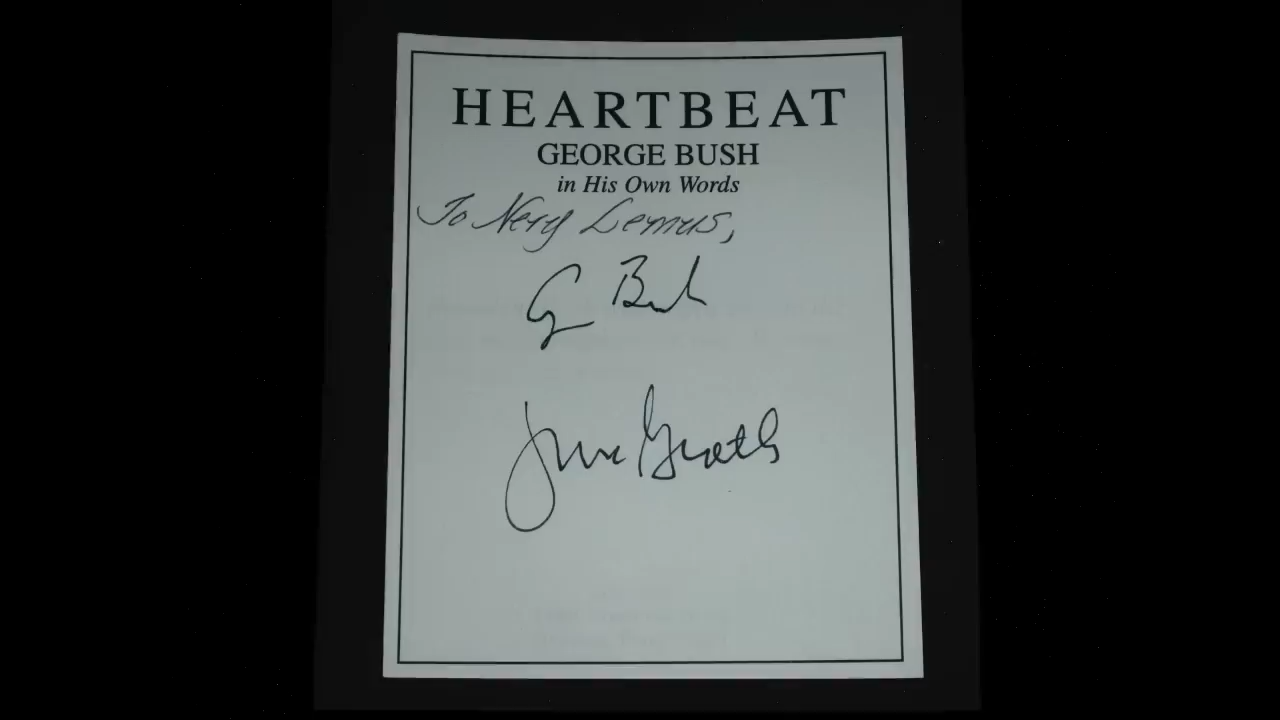 HEARTBEAT
GEORGE BUSH
in His Own Words
To Nery Lemus,
G Bush